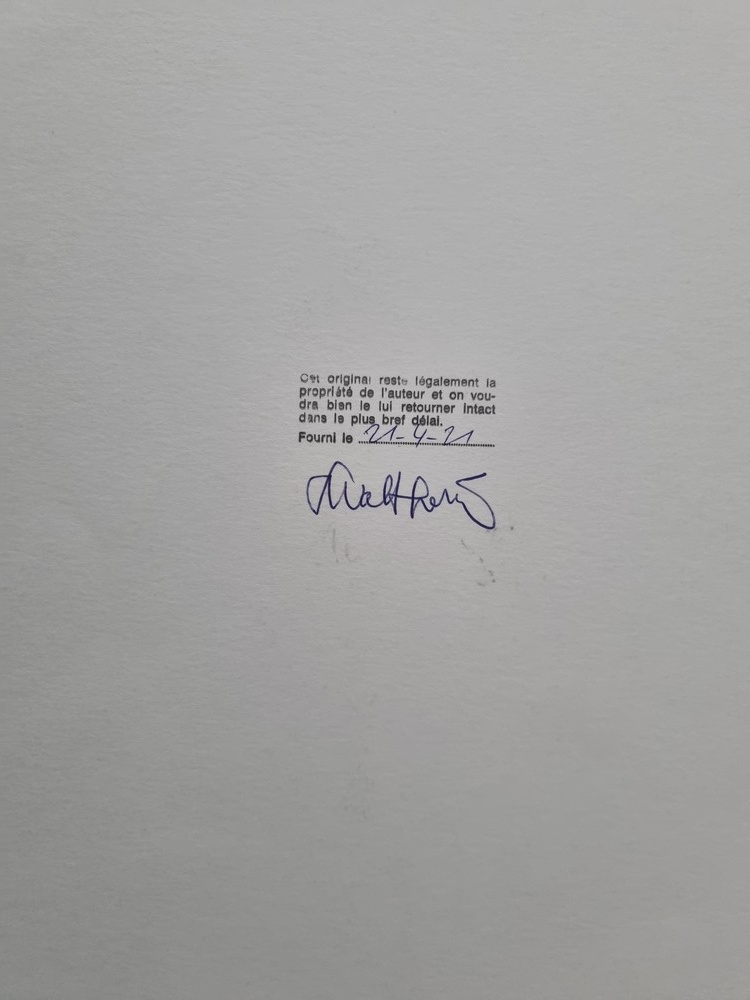 Cet original reste légalement la
propriété de l'auteur et on vou-
dra bien le lui retourner intact
dans le plus bref délai.
Fourni le 21-4-21